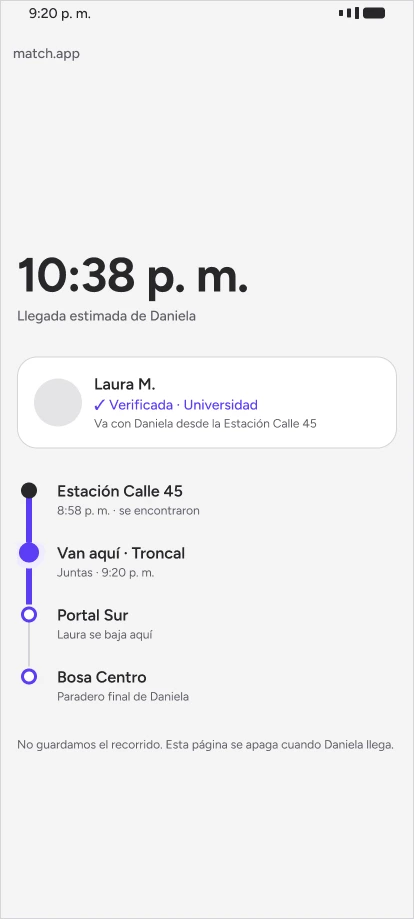 9:20 p. m.
match.app
10:38 p. m.
Llegada estimada de Daniela
Laura M.
✓ Verificada · Universidad
Va con Daniela desde la Estación Calle 45
Estación Calle 45
8:58 p. m. · se encontraron
Van aquí · Troncal
Juntas · 9:20 p. m.
Portal Sur
Laura se baja aquí
Bosa Centro
Paradero final de Daniela
No guardamos el recorrido. Esta página se apaga cuando Daniela llega.